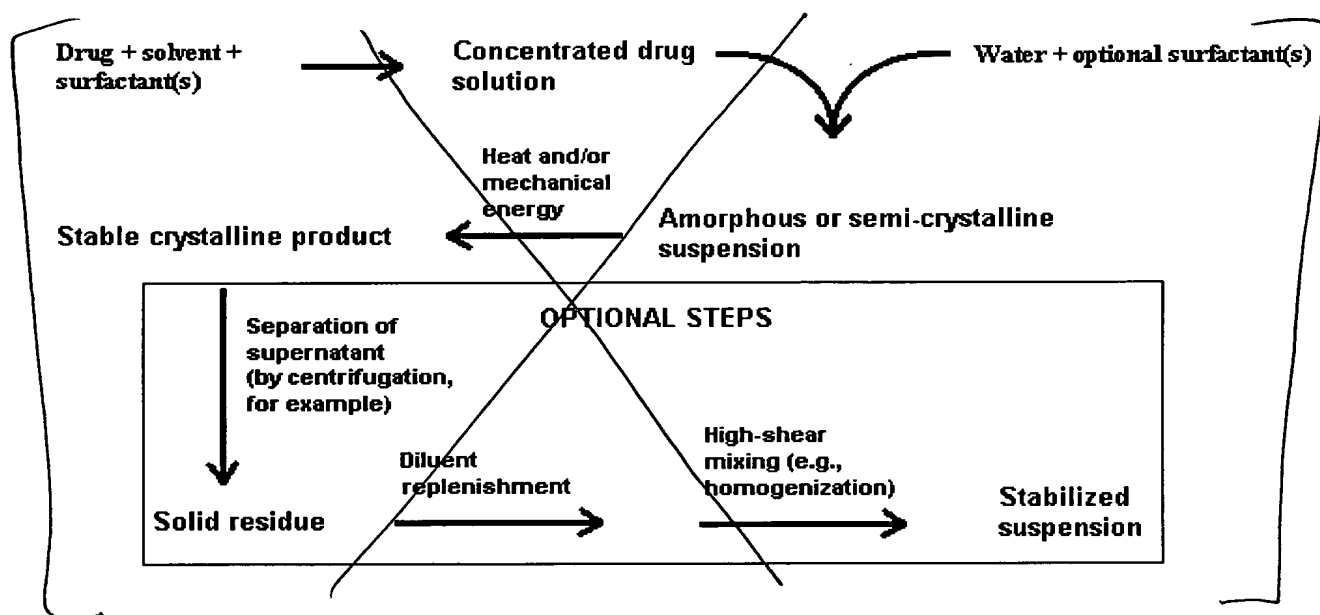 Drug + solvent +
surfactant(s)
Concentrated drug
solution
Water + optional surfactant(s)
Heat and/or
mechanical
energy
Stable crystalline product
Amorphous or semi-crystalline
suspension
OPTIONAL STEPS
Separation of
supernatant
(by centrifugation,
for example)
Diluent
replenishment
High-shear
mixing (e.g.,
homogenization)
Solid residue
Stabilized
suspension